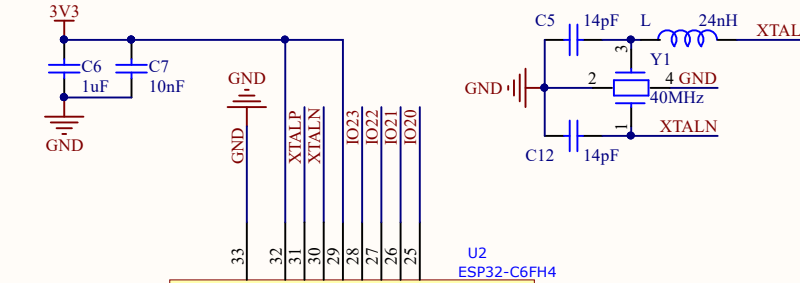 3V3
C6
1uF
C7
10nF
GND
GND
GND
XTALP
XTALN
IO23
IO22
IO21
IO20
33
32
31
30
29
28
27
26
25
U2
ESP32-C6FH4
C5
14pF
L
24nH
XTAL
3
Y1
GND
2
4
GND
40MHz
1
XTALN
C12
14pF